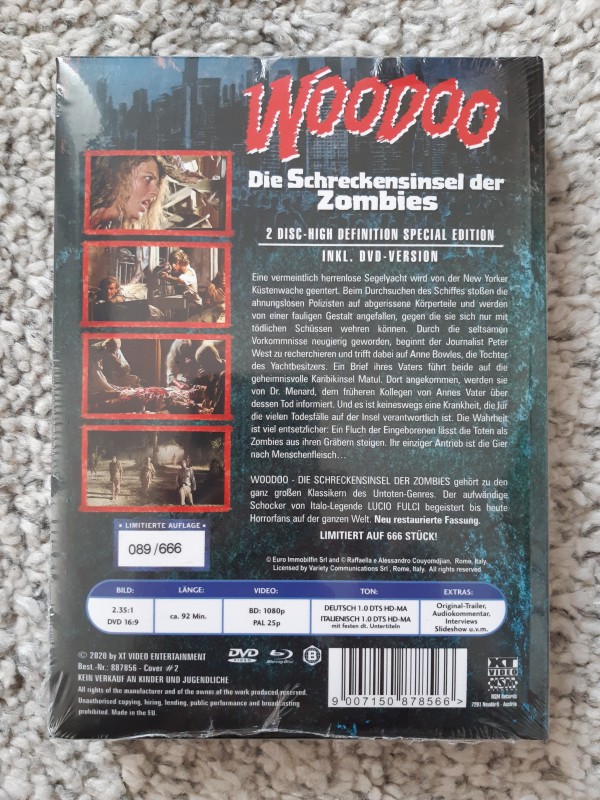 WOODOO
Die Schreckensinsel der
Zombies
2 DISC-HIGH DEFINITION SPECIAL EDITION
INKL. DVD-VERSION
Eine vermeintlich herrenlose Segelyacht wird von der New Yorker
Küstenwache geentert. Beim Durchsuchen des Schiffes stoßen die
ahnungslosen Polizisten auf abgerissene Körperteile und werden
von einer fauligen Gestalt angefallen, gegen die sie sich nur mit
tödlichen Schüssen wehren können. Durch die seltsamen
Vorkommnisse neugierig geworden, beginnt der Journalist Peter
West zu recherchieren und trifft dabei auf Anne Bowles, die Tochter
des Yachtbesitzers. Ein Brief ihres Vaters führt beide auf die
geheimnisvolle Karibikinsel Matul. Dort angekommen, werden sie
von Dr. Menard, dem früheren Kollegen von Annes Vater über
dessen Tod informiert. Und es ist keineswegs eine Krankheit, die für
die vielen Todesfälle auf der Insel verantwortlich ist. Die Wahrheit
ist viel entsetzlicher: Ein Fluch der Eingeborenen lässt die Toten als
Zombies aus ihren Gräbern steigen. Ihr einziger Antrieb ist die Gier
nach Menschenfleisch...
WOODOO - DIE SCHRECKENSINSEL DER ZOMBIES gehört zu den
ganz großen Klassikern des Untoten-Genres. Der aufwändige
Schocker von Italo-Legende LUCIO FULCI begeistert bis heute
Horrorfans auf der ganzen Welt. Neu restaurierte Fassung.
LIMITIERT AUF 666 STÜCK!
• LIMITIERTE AUFLAGE •
089/666
© Euro Immobilfin Srl and © Raffaella e Alessandro Couyoumdjian, Rome, Italy.
Licensed by Variety Communications Srl, Rome, Italy. All rights reserved
BILD: LÄNGE: VIDEO: TON: EXTRAS:
2.35:1 ca. 92 Min. BD: 1080p DEUTSCH 1.0 DTS HD-MA Original-Trailer,
DVD 16:9 PAL 25p ITALIENISCH 1.0 DTS HD-MA Audiokommentar,
mit festen dt. Untertiteln Interviews
Slideshow u.v.m.
© 2020 by XT VIDEO ENTERTAINMENT
Best.-Nr.: 887856 - Cover #2
KEIN VERKAUF AN KINDER UND JUGENDLICHE
All rights of the manufacturer and of the owner of the work produced reserved.
Unauthorised copying, hiring, lending, public performance and broadcasting
prohibited. Made in the EU.
DVD
VIDEO
Blu-ray Disc
B
9 007150 878566 >
XT
VIDEO
NSM
NSM Records
7291 Neudörfl - Austria